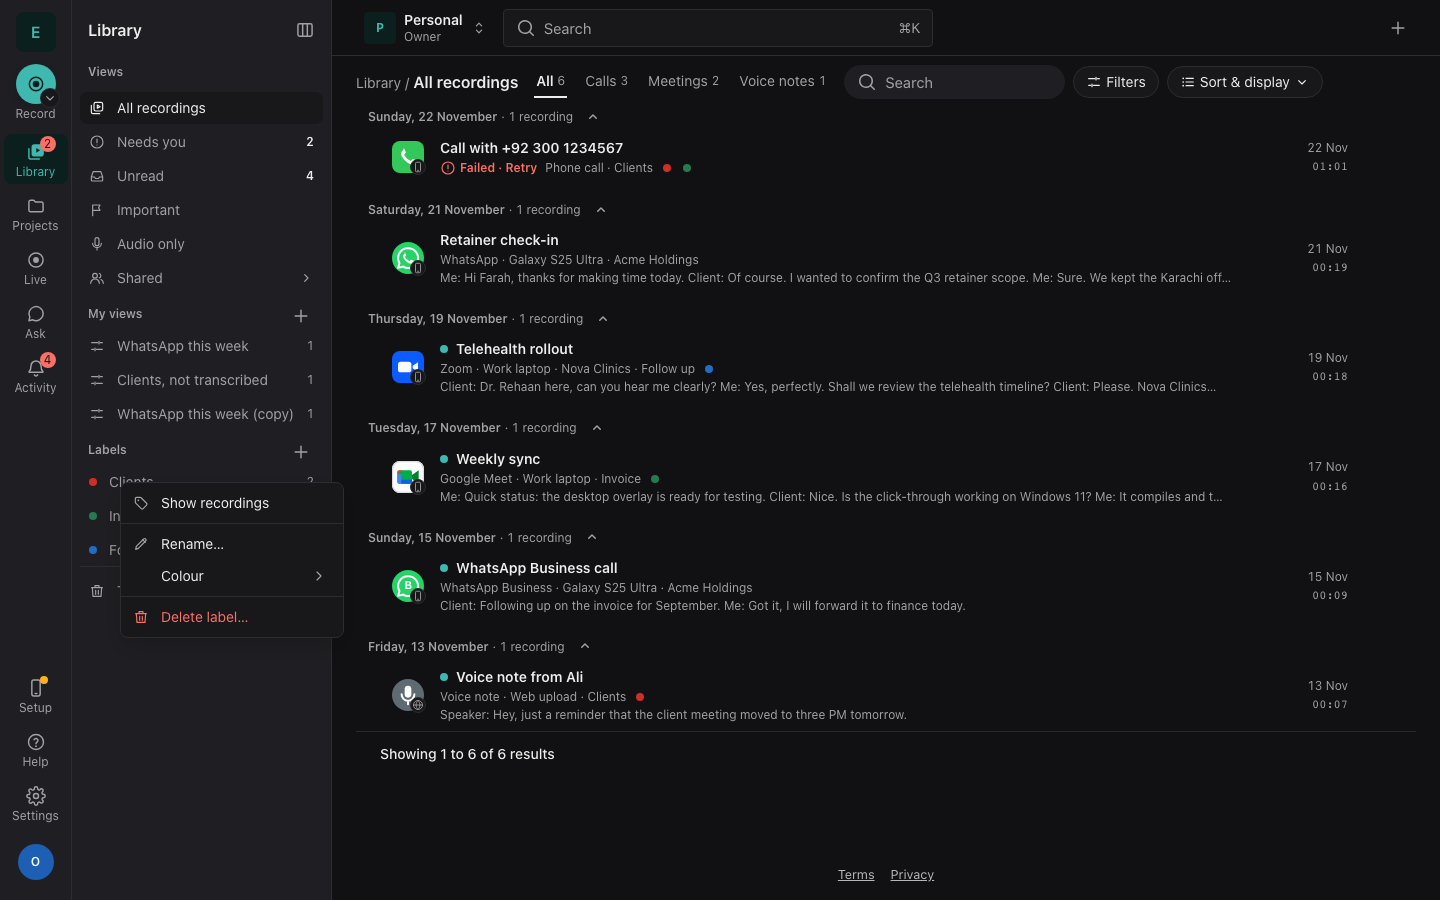 E
Record
2
Library
Projects
Live
Ask
4
Activity
Setup
Help
Settings
O
Library
Views
All recordings
Needs you 2
Unread 4
Important
Audio only
Shared
My views
WhatsApp this week 1
Clients, not transcribed 1
WhatsApp this week (copy) 1
Labels
Show recordings
Rename...
Colour
Delete label...
P
Personal
Owner
Search ⌘K
Library / All recordings All 6 Calls 3 Meetings 2 Voice notes 1 Search Filters Sort & display
Sunday, 22 November · 1 recording
Call with +92 300 1234567 22 Nov
Failed · Retry Phone call · Clients 01:01
Saturday, 21 November · 1 recording
Retainer check-in 21 Nov
WhatsApp · Galaxy S25 Ultra · Acme Holdings 00:19
Me: Hi Farah, thanks for making time today. Client: Of course. I wanted to confirm the Q3 retainer scope. Me: Sure. We kept the Karachi off...
Thursday, 19 November · 1 recording
Telehealth rollout 19 Nov
Zoom · Work laptop · Nova Clinics · Follow up 00:18
Client: Dr. Rehaan here, can you hear me clearly? Me: Yes, perfectly. Shall we review the telehealth timeline? Client: Please. Nova Clinics...
Tuesday, 17 November · 1 recording
Weekly sync 17 Nov
Google Meet · Work laptop · Invoice 00:16
Me: Quick status: the desktop overlay is ready for testing. Client: Nice. Is the click-through working on Windows 11? Me: It compiles and t...
Sunday, 15 November · 1 recording
WhatsApp Business call 15 Nov
WhatsApp Business · Galaxy S25 Ultra · Acme Holdings 00:09
Client: Following up on the invoice for September. Me: Got it, I will forward it to finance today.
Friday, 13 November · 1 recording
Voice note from Ali 13 Nov
Voice note · Web upload · Clients 00:07
Speaker: Hey, just a reminder that the client meeting moved to three PM tomorrow.
Showing 1 to 6 of 6 results
Terms Privacy